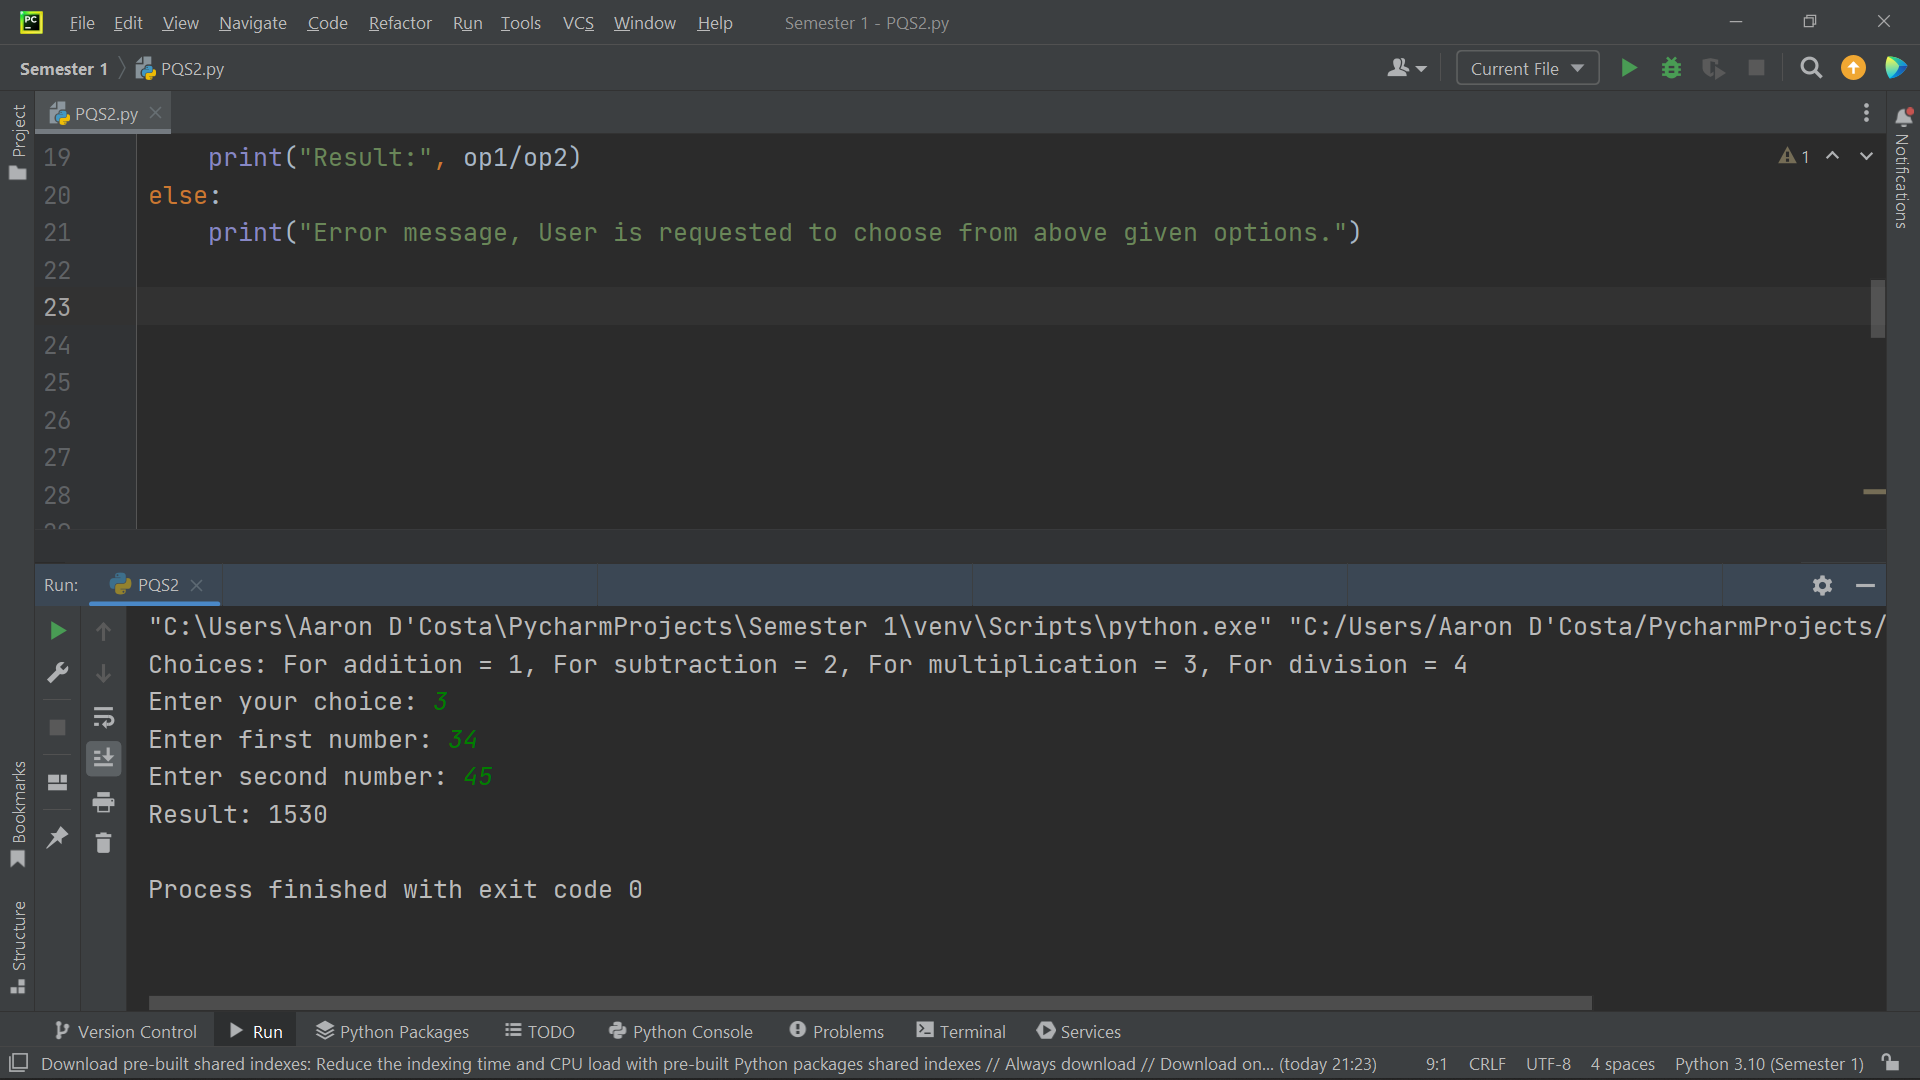 PC File Edit View Navigate Code Refactor Run Tools VCS Window Help Semester 1 - PQS2.py
Semester 1 PQS2.py Current File
Project
PQS2.py
Notifications
19 print("Result:", op1/op2)
1
20 else:
21 print("Error message, User is requested to choose from above given options.")
22
23
24
25
26
27
28
Run: PQS2
"C:\Users\Aaron D'Costa\PycharmProjects\Semester 1\venv\Scripts\python.exe" "C:/Users/Aaron D'Costa/PycharmProjects/
Choices: For addition = 1, For subtraction = 2, For multiplication = 3, For division = 4
Enter your choice: 3
Enter first number: 34
Enter second number: 45
Result: 1530
Process finished with exit code 0
Bookmarks
Structure
Version Control Run Python Packages TODO Python Console Problems Terminal Services
Download pre-built shared indexes: Reduce the indexing time and CPU load with pre-built Python packages shared indexes // Always download // Download on... (today 21:23) 9:1 CRLF UTF-8 4 spaces Python 3.10 (Semester 1)